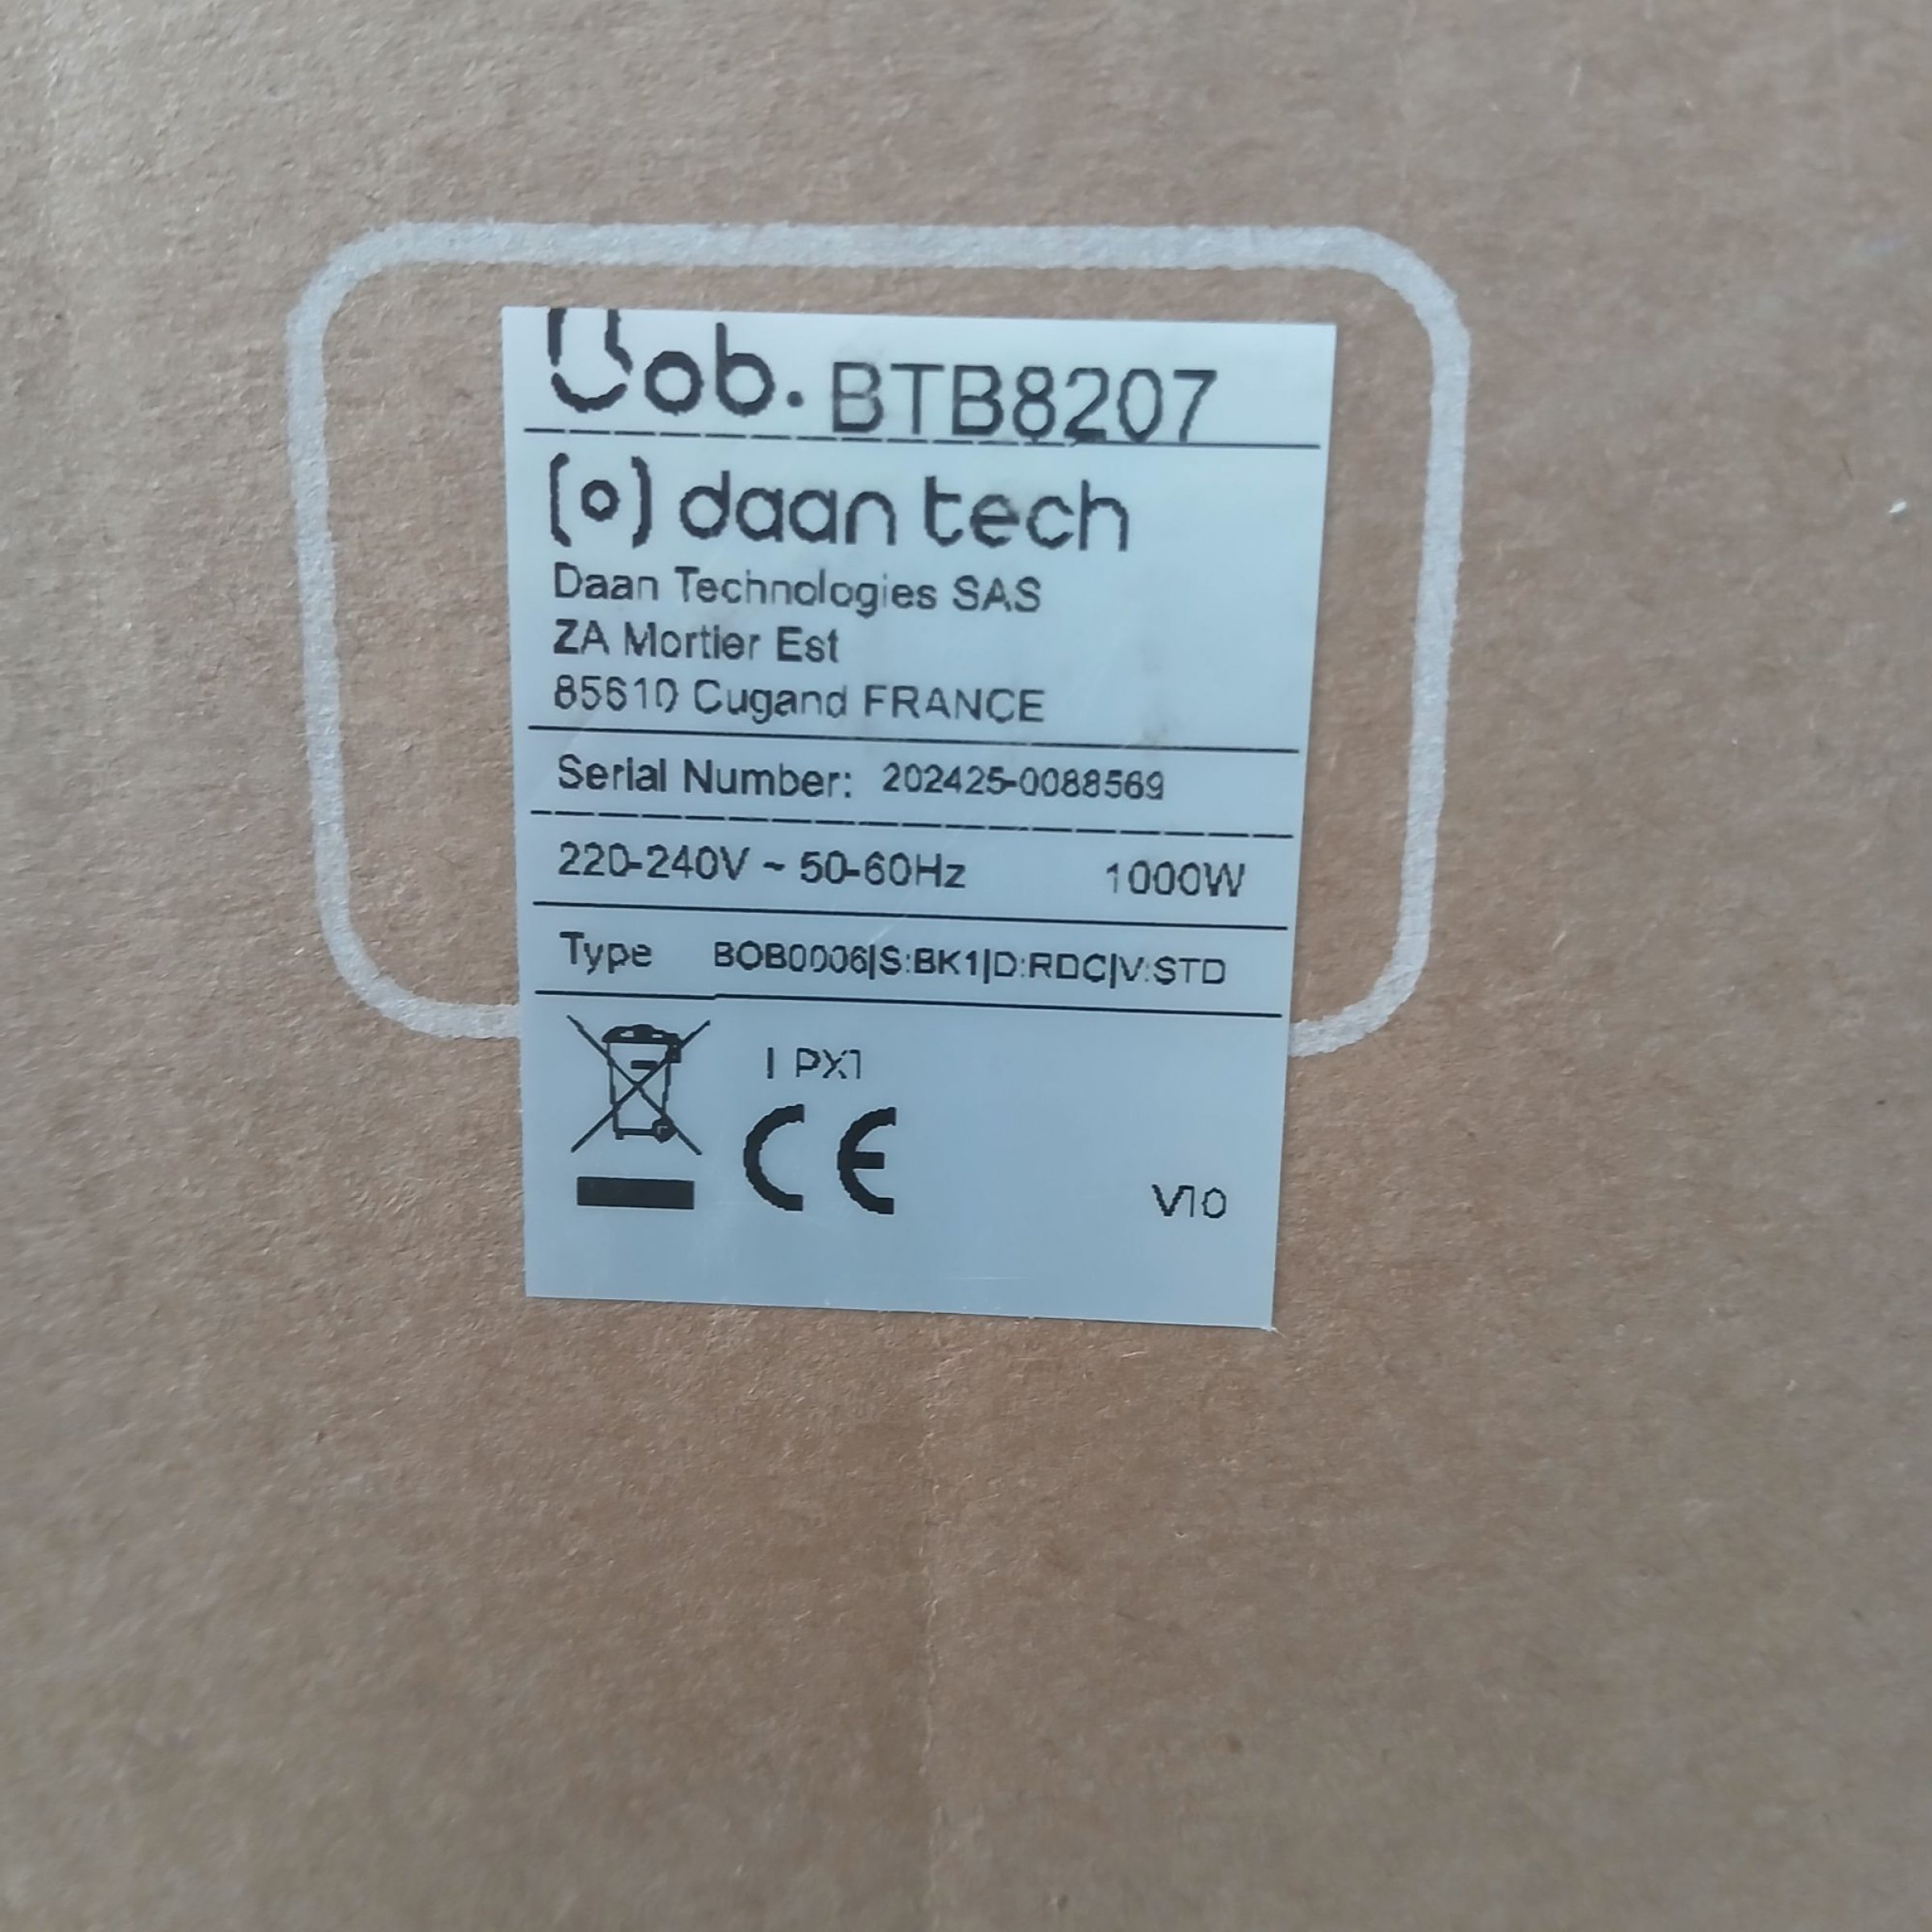 bob. BTB8207
(o) daan tech
Daan Technologies SAS
ZA Mortier Est
85610 Cugand FRANCE
Serial Number: 202425-0088569
220-240V ~ 50-60Hz 1000W
Type BOB0006|S:BK1|D:RDC|V:STD
IPX1
CE
V10